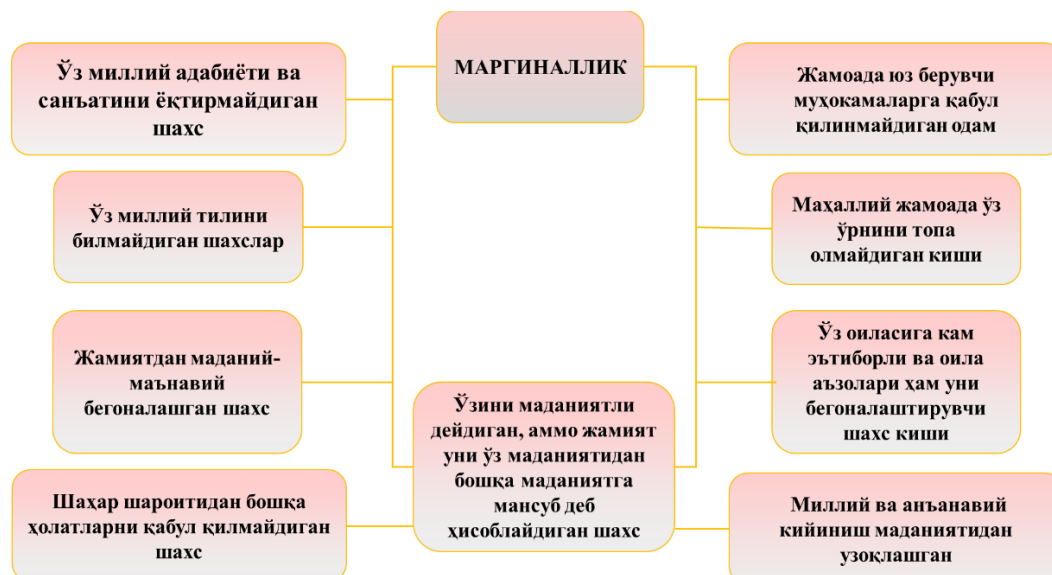 МАРГИНАЛЛИК
Ўз миллий адабиёти ва
санъатини ёқтирмайдиган
шахс
Ўз миллий тилини
билмайдиган шахслар
Жамиятдан маданий-
маънавий
бегоналашган шахс
Шаҳар шароитидан бошқа
ҳолатларни қабул қилмайдиган
шахс
Ўзини маданиятли
дейдиган, аммо жамият
уни ўз маданиятидан
бошқа маданиятга
мансуб деб
ҳисоблайдиган шахс
Жамоада юз берувчи
муҳокамаларга қабул
қилинмайдиган одам
Маҳаллий жамоада ўз
ўрнини топа
олмайдиган киши
Ўз оиласига кам
эътиборли ва оила
аъзолари ҳам уни
бегоналаштирувчи
шахс киши
Миллий ва анъанавий
кийиниш маданиятидан
узоқлашган